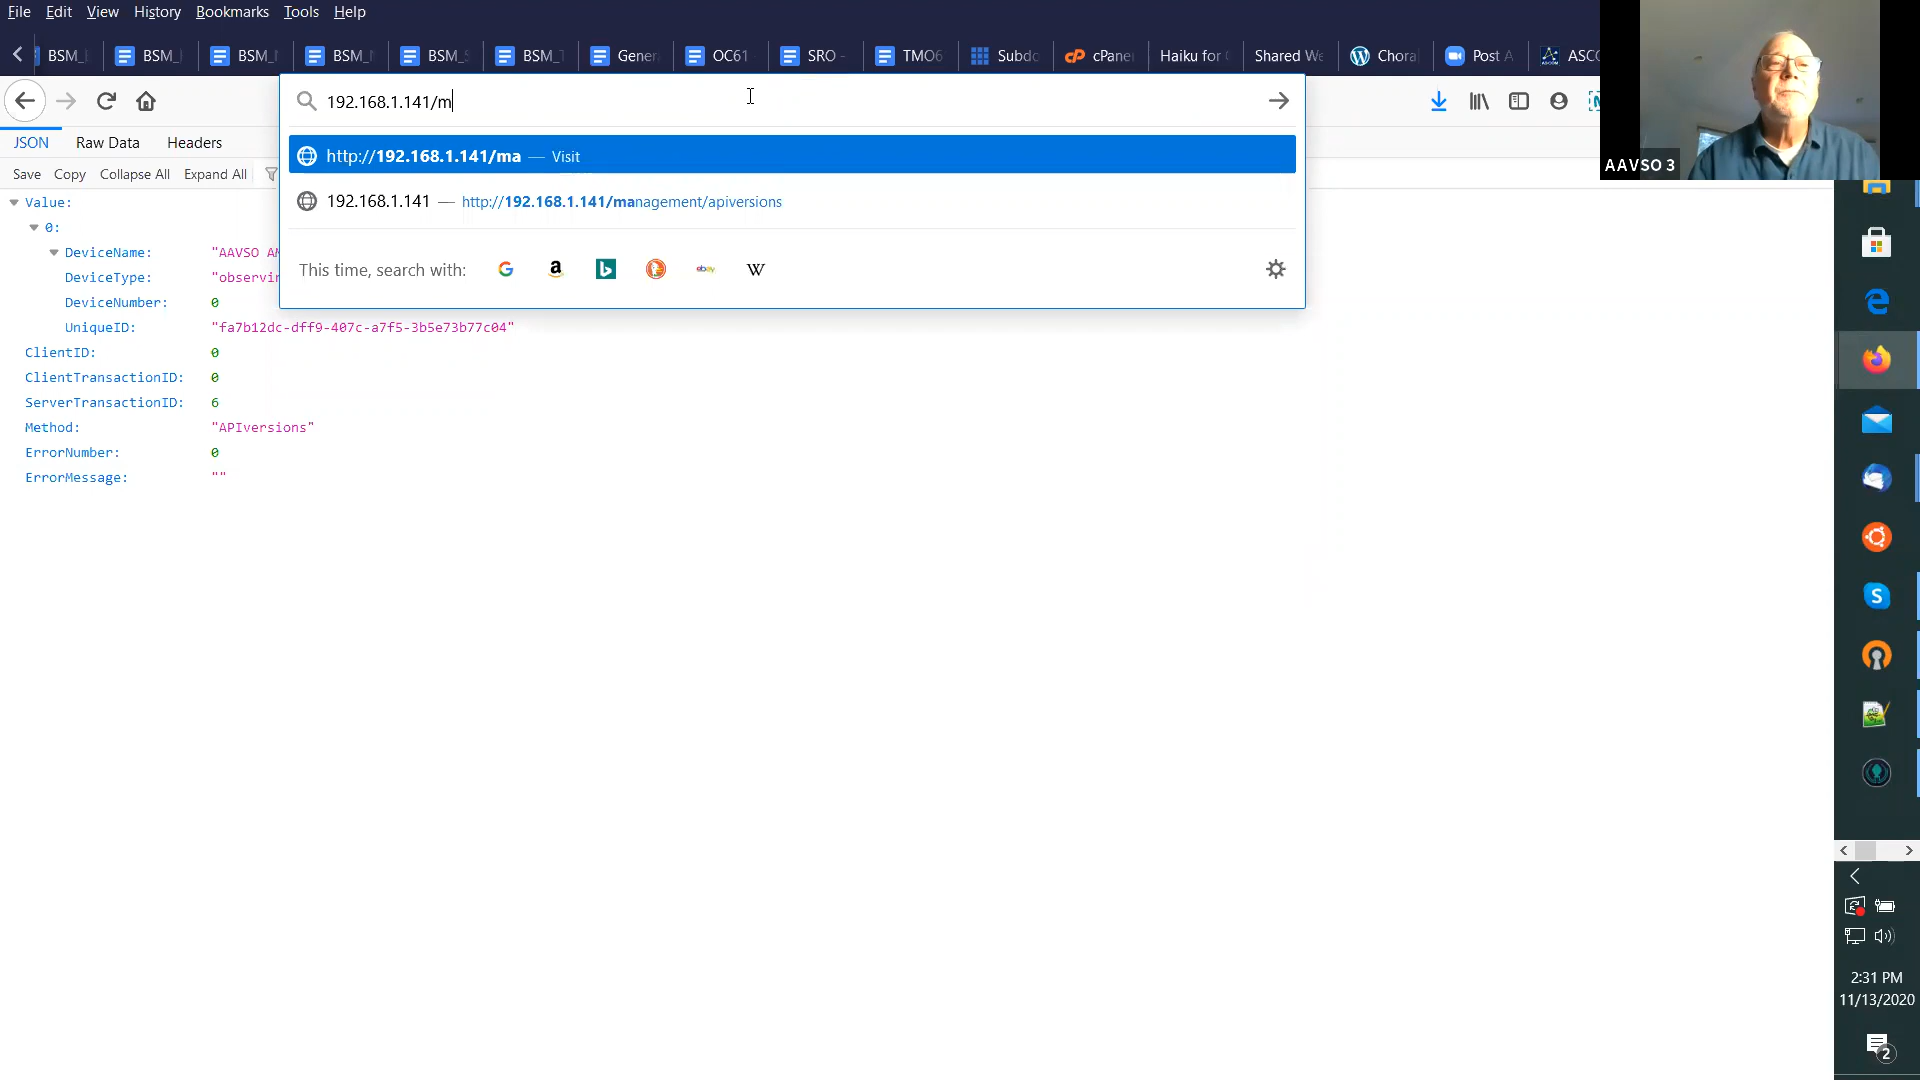 File Edit View History Bookmarks Tools Help
BSM_ BSM_ BSM_ BSM_ BSM_ BSM_ Gener OC61 SRO - TMO6 Subdo cPane Haiku for Shared We Chora Post A ASCO
192.168.1.141/m
JSON Raw Data Headers
http://192.168.1.141/ma — Visit
Save Copy Collapse All Expand All
192.168.1.141 — http://192.168.1.141/management/apiversions
AAVSO 3
Value:
0:
DeviceName: "AAVSO
DeviceType: "observin
This time, search with:
DeviceNumber: 0
UniqueID: "fa7b12dc-dff9-407c-a7f5-3b5e73b77c04"
ClientID: 0
ClientTransactionID: 0
ServerTransactionID: 6
Method: "APIversions"
ErrorNumber: 0
ErrorMessage: ""
2:31 PM
11/13/2020
2